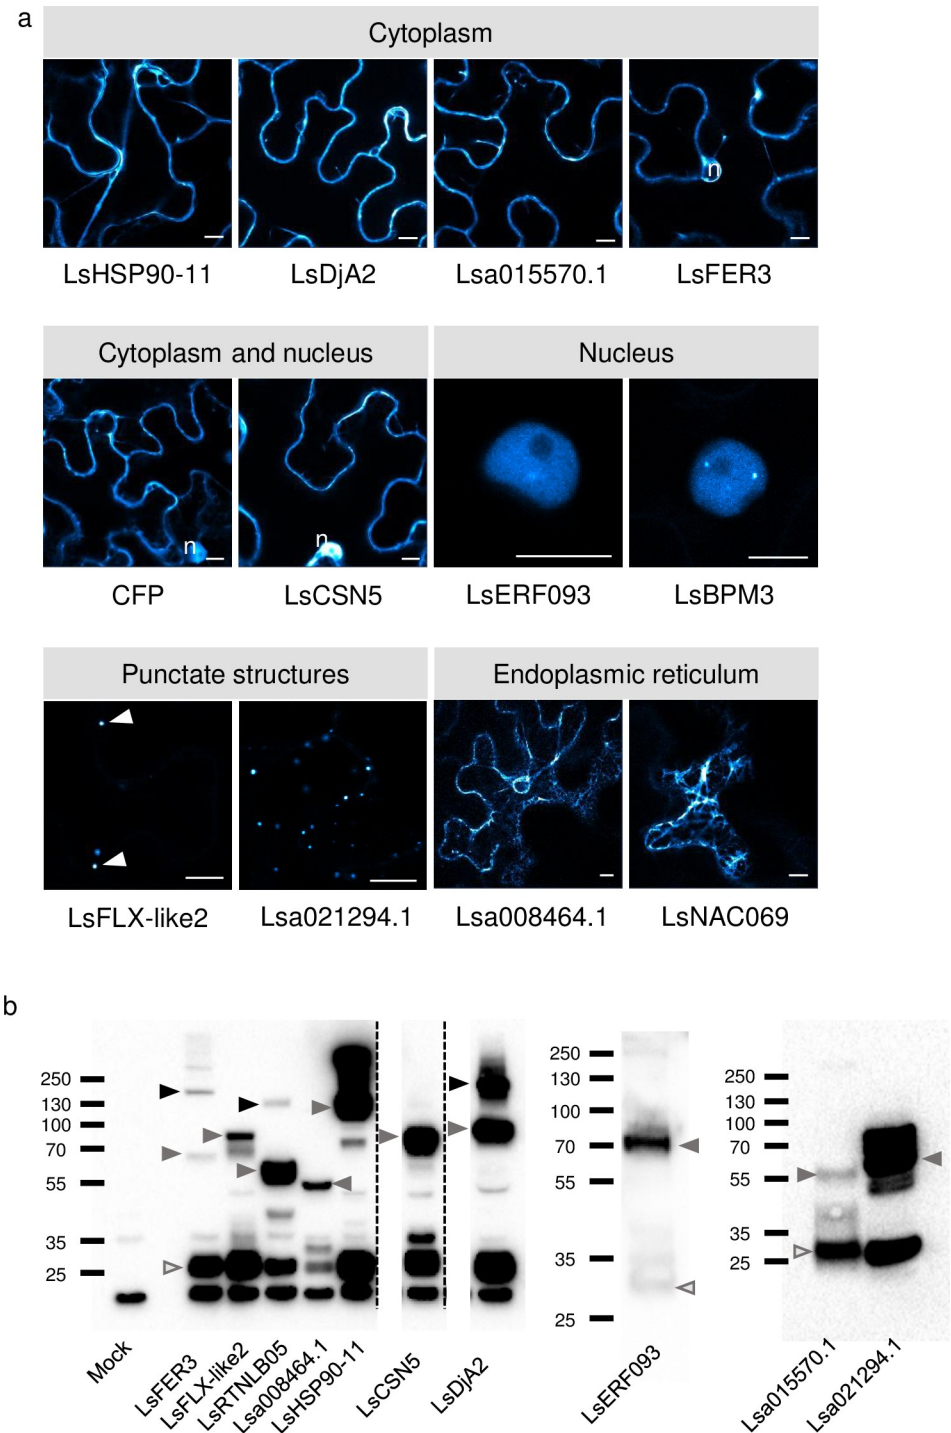 a
Cytoplasm
n
LsHSP90-11 LsDjA2 Lsa015570.1 LsFER3
Cytoplasm and nucleus Nucleus
n n
CFP LsCSN5 LsERF093 LsBPM3
Punctate structures Endoplasmic reticulum
LsFLX-like2 Lsa021294.1 Lsa008464.1 LsNAC069
b
250
130
100
70
55
35
25
Mock
LsFER3
LsFLX-like2
LsRTNLB05
Lsa008464.1
LsHSP90-11
LsCSN5
LsDjA2
250
130
100
70
55
35
25
LsERF093
250
130
100
70
55
35
25
Lsa015570.1
Lsa021294.1